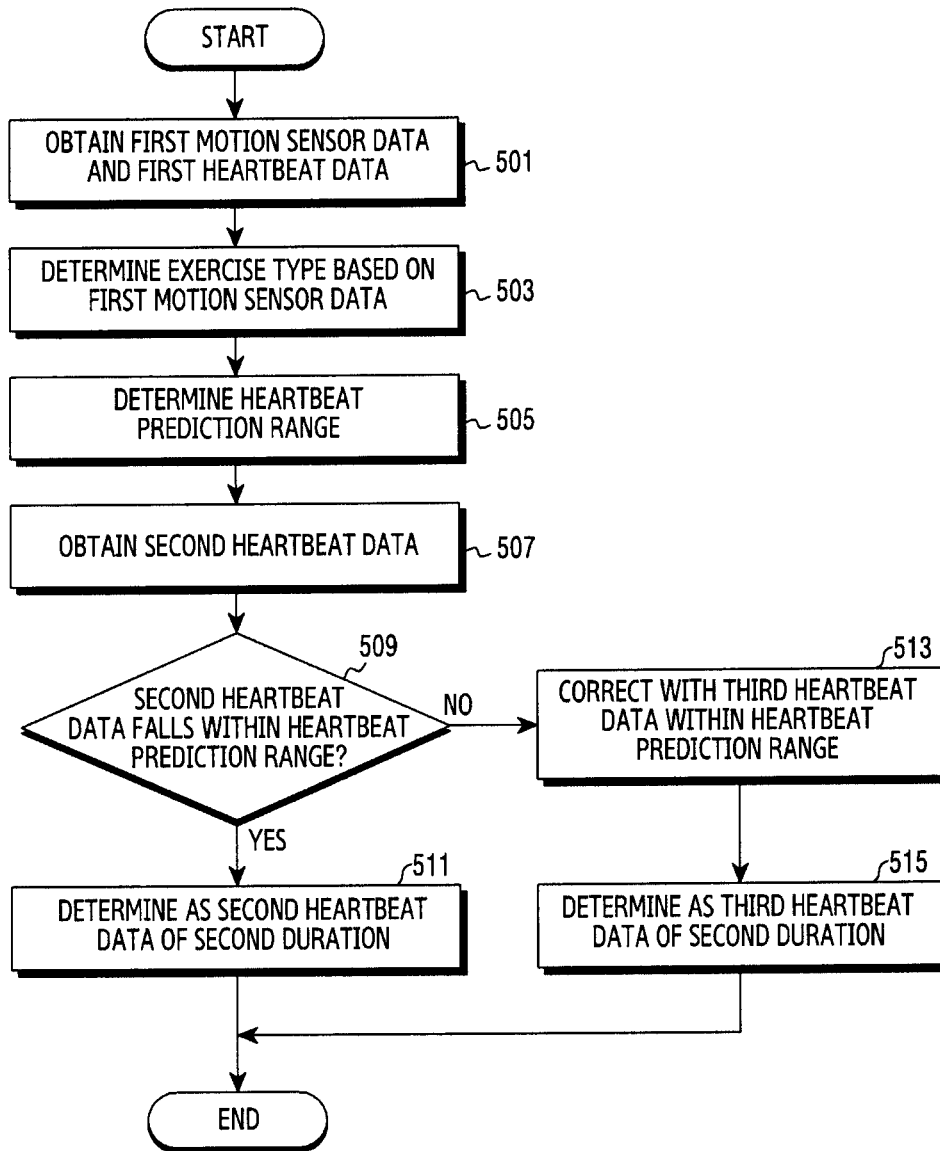 START
OBTAIN FIRST MOTION SENSOR DATA
AND FIRST HEARTBEAT DATA
501
DETERMINE EXERCISE TYPE BASED ON
FIRST MOTION SENSOR DATA
503
DETERMINE HEARTBEAT
PREDICTION RANGE
505
OBTAIN SECOND HEARTBEAT DATA
507
509
SECOND HEARTBEAT
DATA FALLS WITHIN HEARTBEAT
PREDICTION RANGE?
NO
513
CORRECT WITH THIRD HEARTBEAT
DATA WITHIN HEARTBEAT
PREDICTION RANGE
YES
511
DETERMINE AS SECOND HEARTBEAT
DATA OF SECOND DURATION
515
DETERMINE AS THIRD HEARTBEAT
DATA OF SECOND DURATION
END